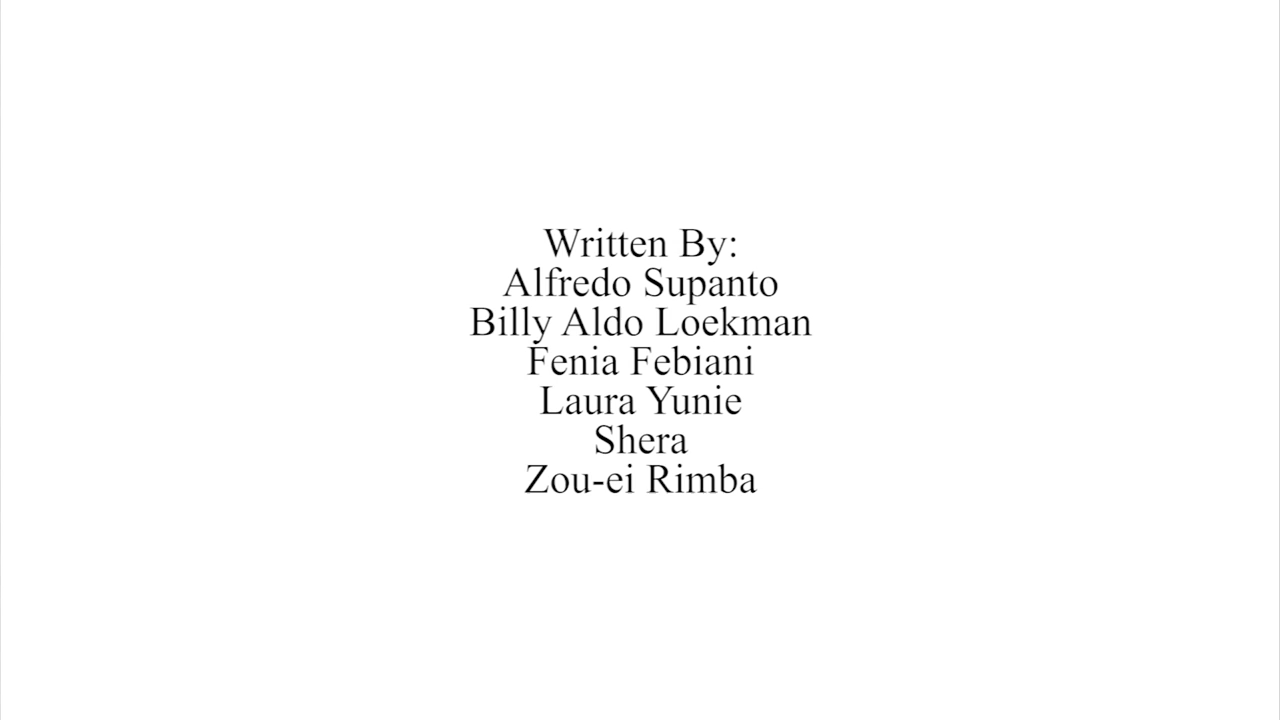 Written By:
Alfredo Supanto
Billy Aldo Loekman
Fenia Febiani
Laura Yunie
Shera
Zou-ei Rimba